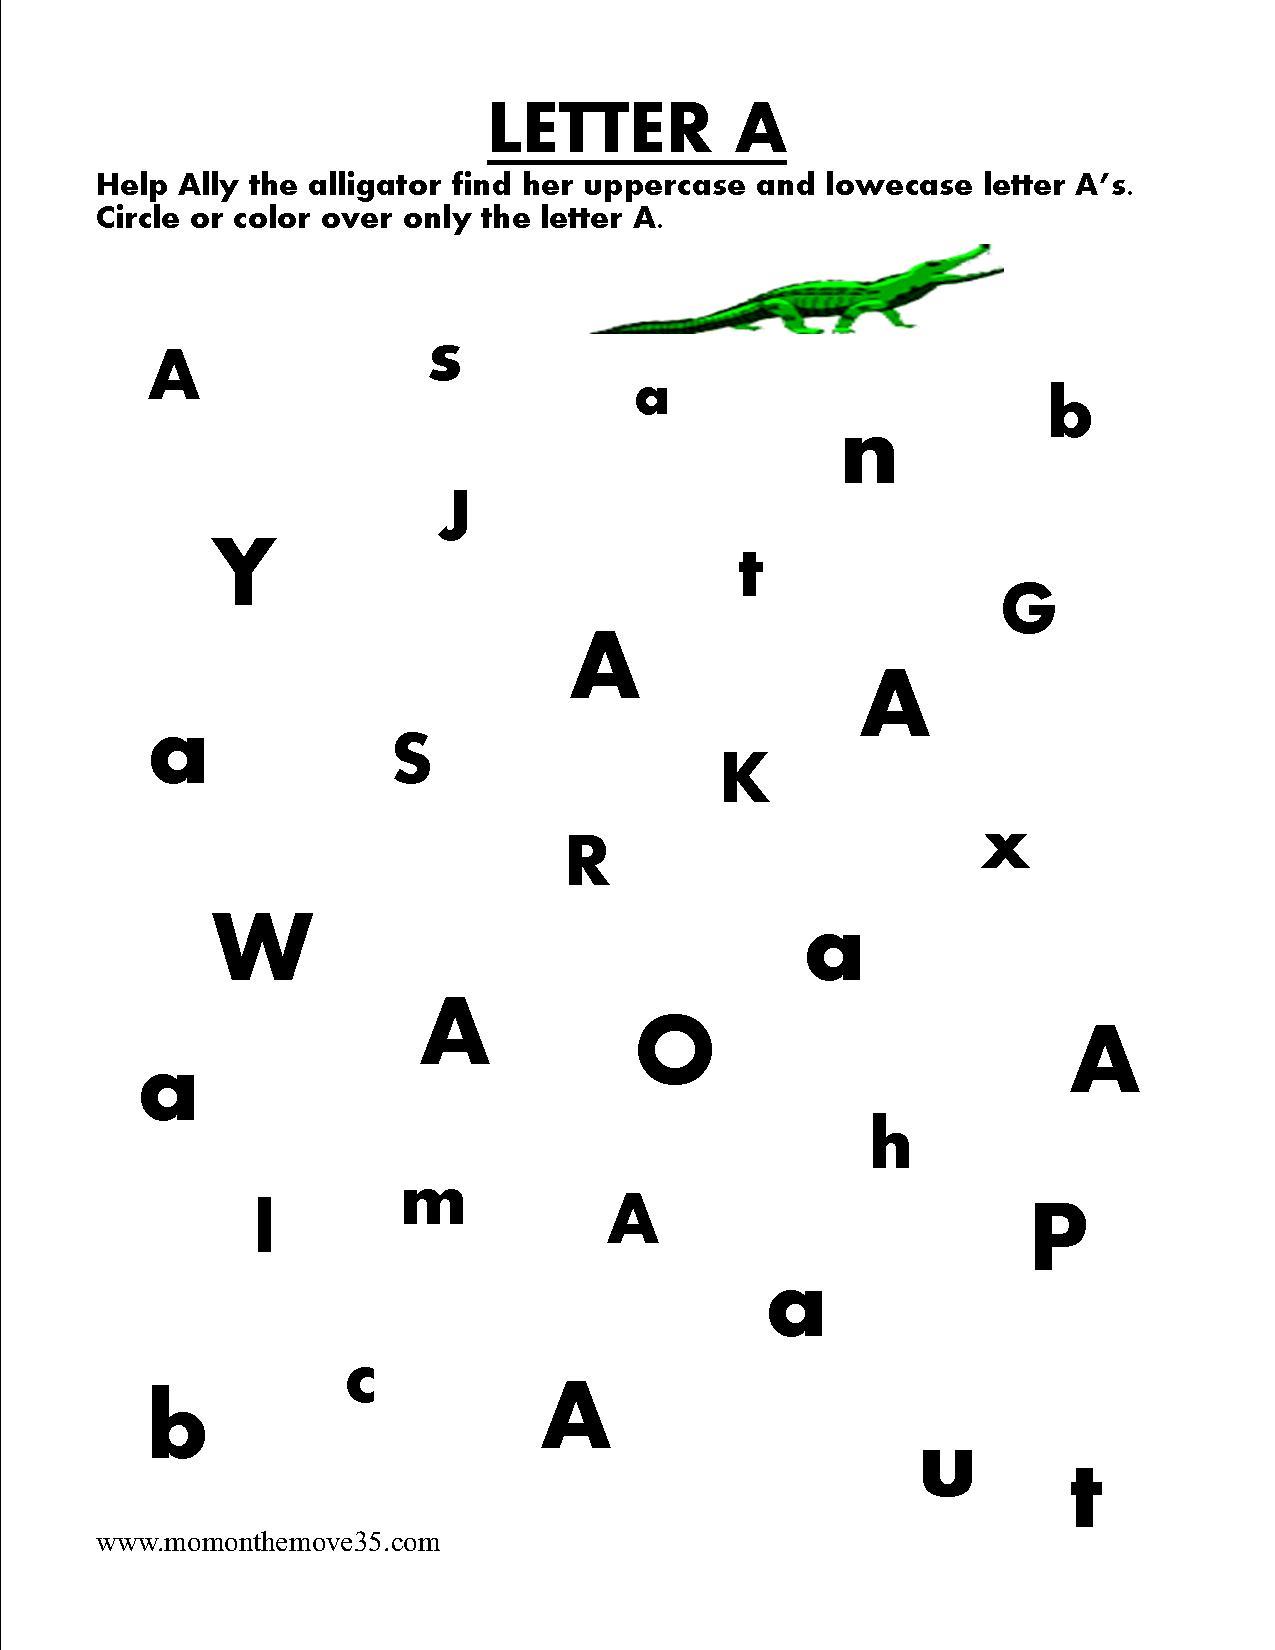 LETTER A
Help Ally the alligator find her uppercase and lowecase letter A's.
Circle or color over only the letter A.
A s a b
n
J
Y t G
A A
a S K
R x
W a
A O A
a
h
l m A P
a
c
b A
u t
www.momonthemove35.com